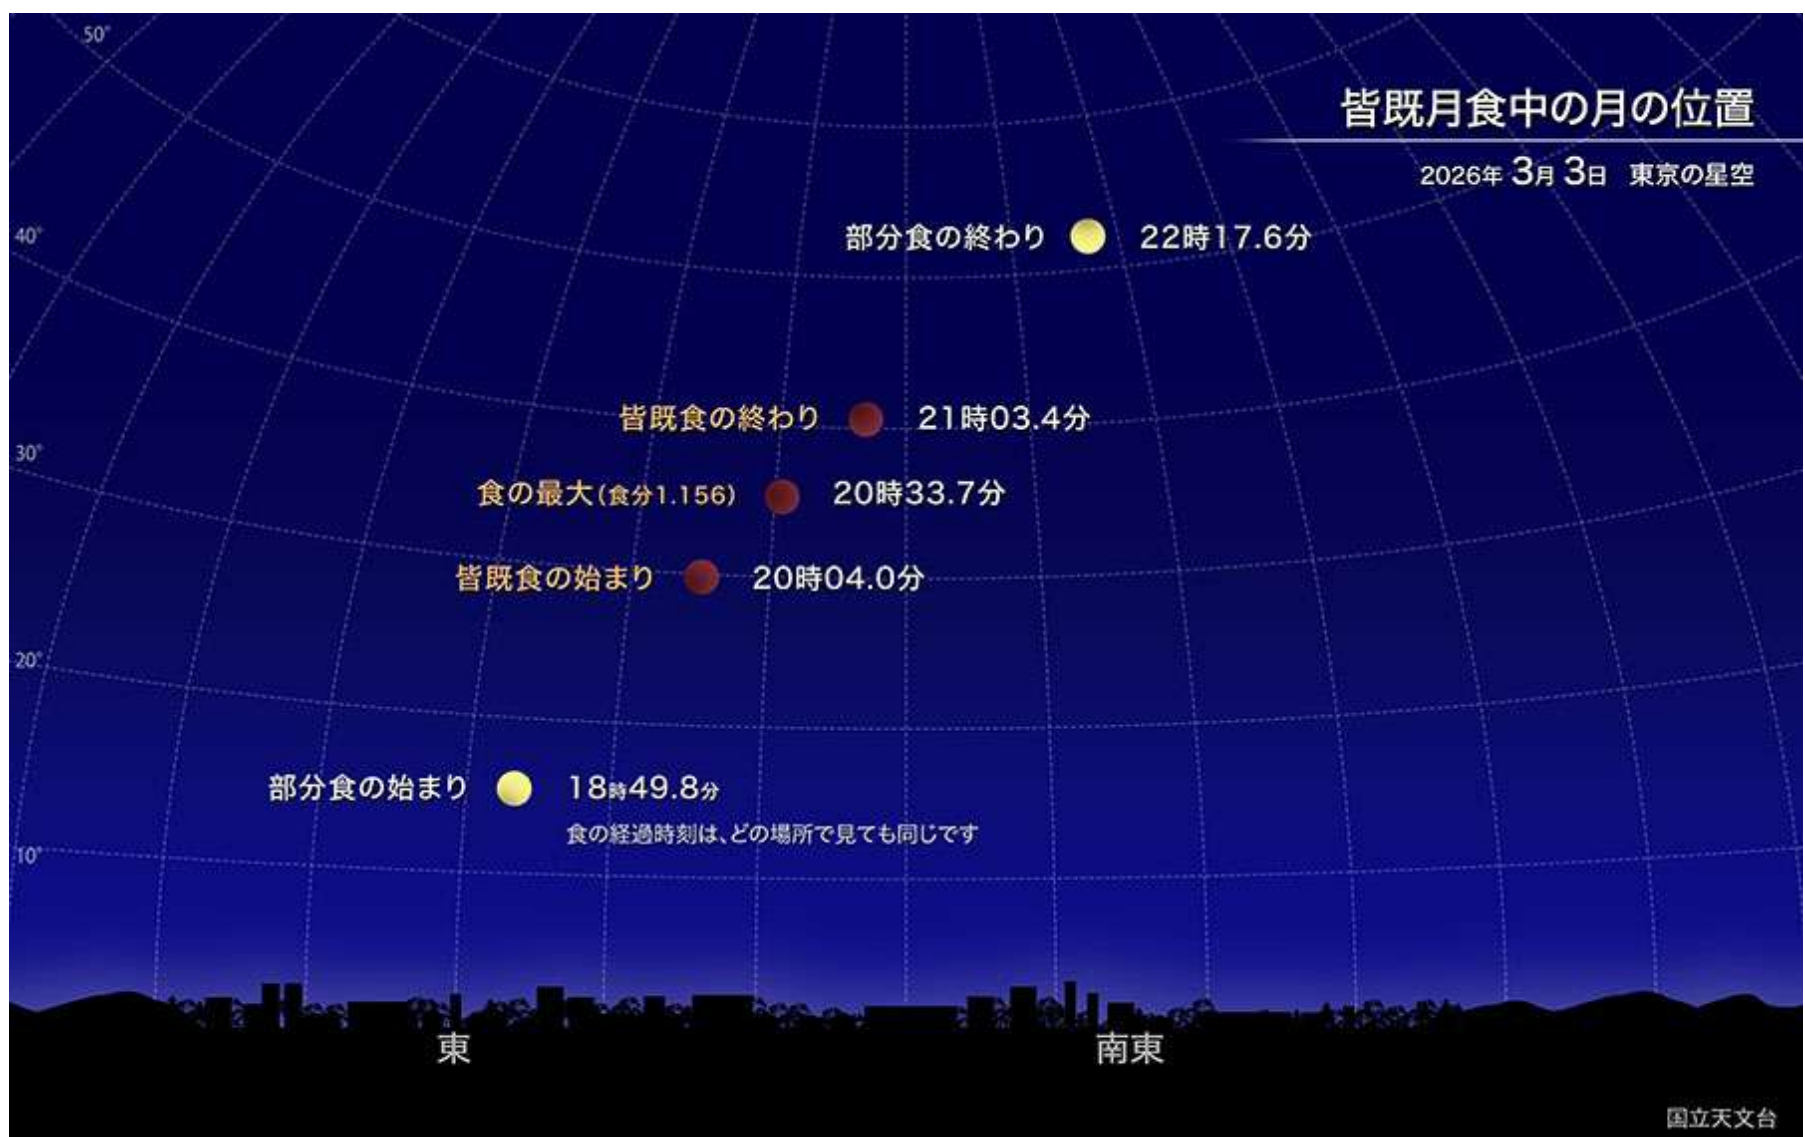 50°
皆既月食中の月の位置
2026年 3月 3日 東京の星空
40°
部分食の終わり 22時17.6分
皆既食の終わり 21時03.4分
30°
食の最大(食分1.156) 20時33.7分
皆既食の始まり 20時04.0分
20°
部分食の始まり 18時49.8分
食の経過時刻は、どの場所で見ても同じです
10°
東 南東
国立天文台